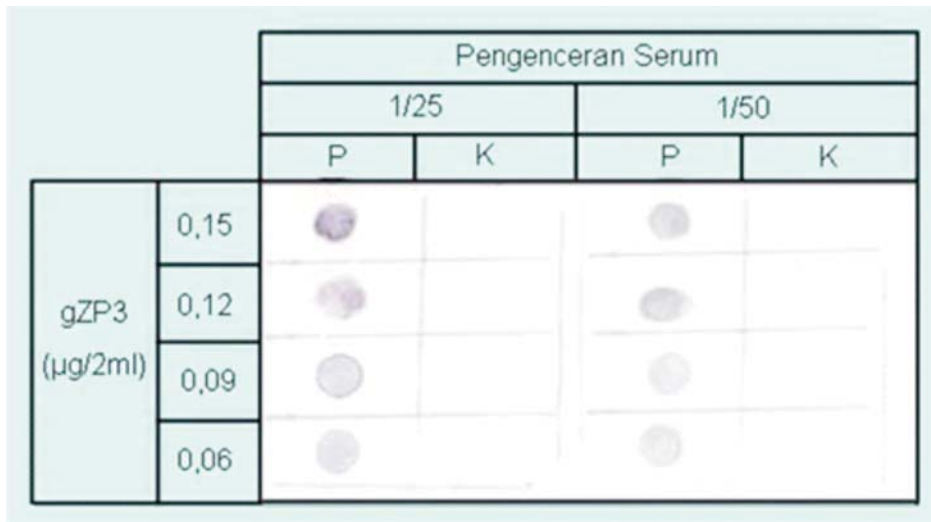 Pengenceran Serum
1/25 1/50
P K P K
0,15
gZP3 0,12
(µg/2ml) 0,09
0,06